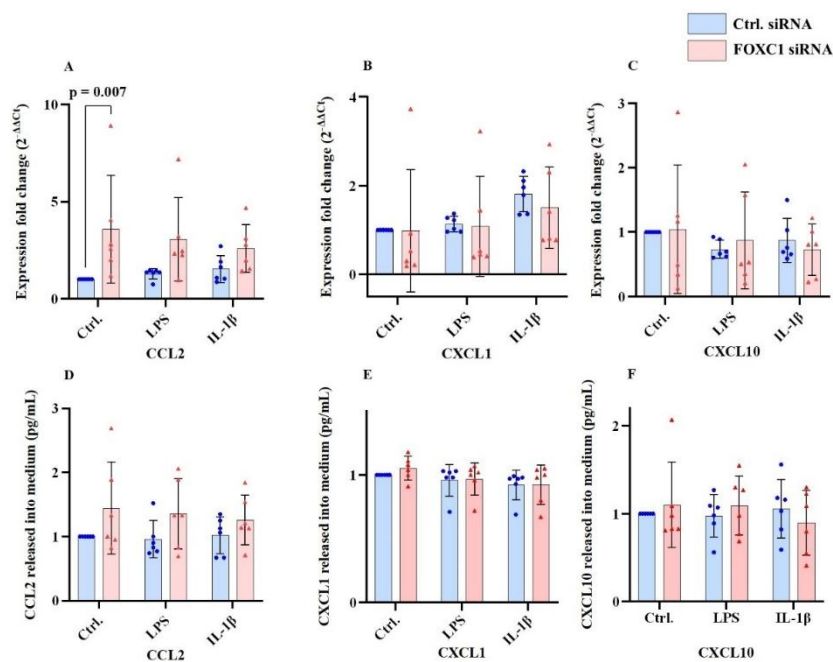 Ctrl. siRNA
FOXC1 siRNA
A
p = 0.007
Expression fold change (2^-ΔΔCt)
10
5
0
Ctrl.
LPS
IL-1β
CCL2
B
Expression fold change (2^-ΔΔCt)
4
2
0
Ctrl.
LPS
IL-1β
CXCL1
C
Expression fold change (2^-ΔΔCt)
3
2
1
0
Ctrl.
LPS
IL-1β
CXCL10
D
CCL2 released into medium (pg/mL)
3
2
1
0
Ctrl.
LPS
IL-1β
CCL2
E
CXCL1 released into medium (pg/mL)
1
0
Ctrl.
LPS
IL-1β
CXCL1
F
CXCL10 released into medium (pg/mL)
2
1
0
Ctrl.
LPS
IL-1β
CXCL10